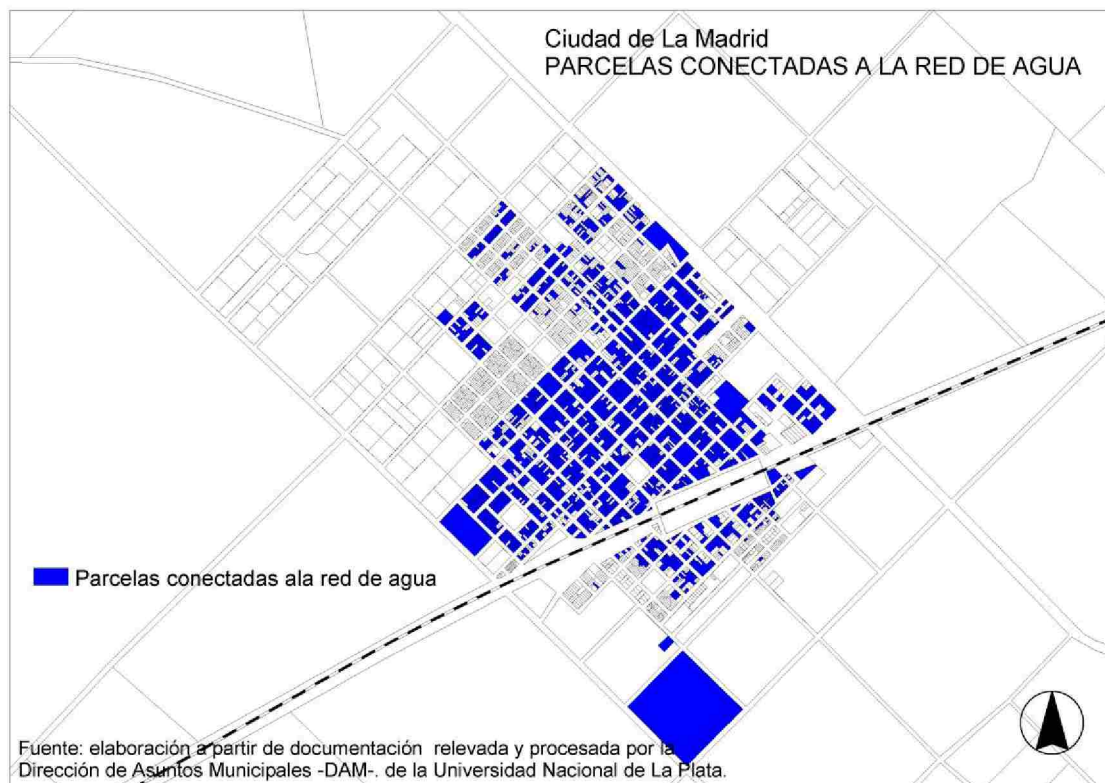 Ciudad de La Madrid
PARCELAS CONECTADAS A LA RED DE AGUA
Parcelas conectadas ala red de agua
Fuente: elaboración a partir de documentación relevada y procesada por la
Dirección de Asuntos Municipales -DAM-. de la Universidad Nacional de La Plata.